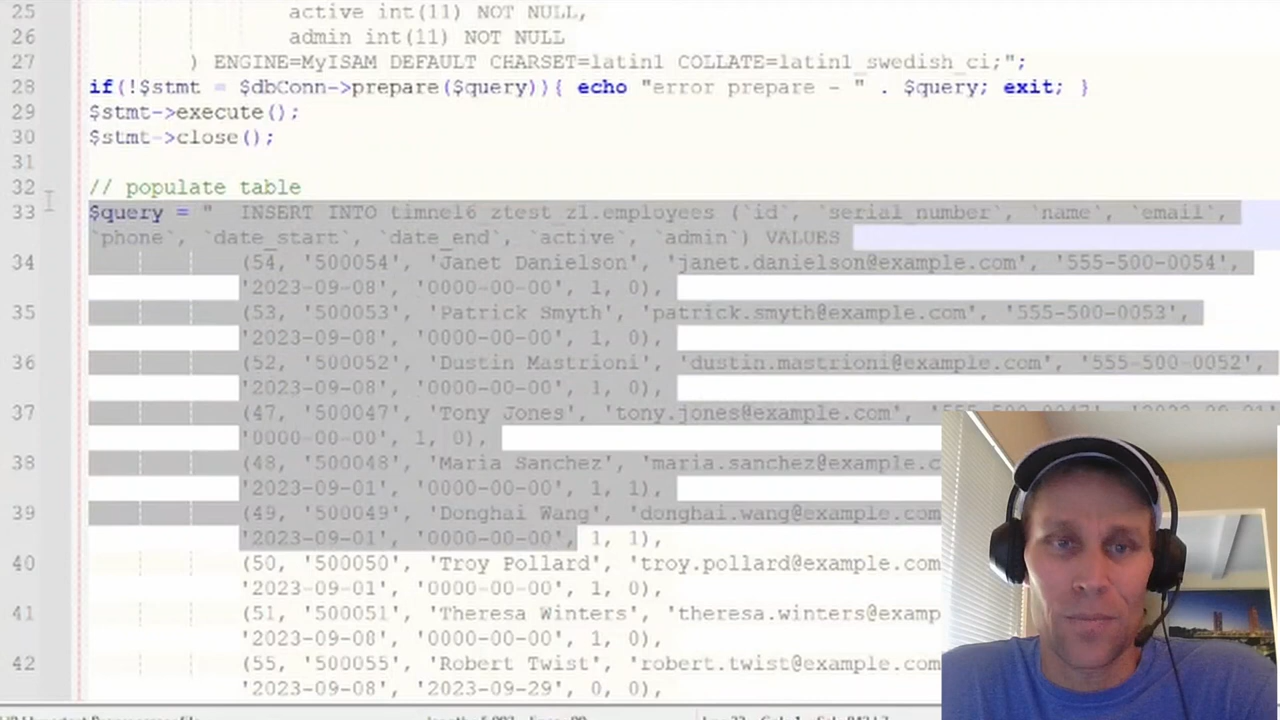 25 active int(11) NOT NULL,
26 admin int(11) NOT NULL
27 ) ENGINE=MyISAM DEFAULT CHARSET=latin1 COLLATE=latin1_swedish_ci;";
28 if(!$stmt = $dbConn->prepare($query)){ echo "error prepare - " . $query; exit; }
29 $stmt->execute();
30 $stmt->close();
31
32 // populate table
33 $query = " INSERT INTO timne16_ztest_z1.employees (`id`, `serial_number`, `name`, `email`,
`phone`, `date_start`, `date_end`, `active`, `admin`) VALUES
34 (54, '500054', 'Janet Danielson', 'janet.danielson@example.com', '555-500-0054',
'2023-09-08', '0000-00-00', 1, 0),
35 (53, '500053', 'Patrick Smyth', 'patrick.smyth@example.com', '555-500-0053',
'2023-09-08', '0000-00-00', 1, 0),
36 (52, '500052', 'Dustin Mastrioni', 'dustin.mastrioni@example.com', '555-500-0052',
'2023-09-08', '0000-00-00', 1, 0),
37 (47, '500047', 'Tony Jones', 'tony.jones@example.com',
'0000-00-00', 1, 0),
38 (48, '500048', 'Maria Sanchez', 'maria.sanchez@example.c
'2023-09-01', '0000-00-00', 1, 1),
39 (49, '500049', 'Donghai Wang', 'donghai.wang@example.com
'2023-09-01', '0000-00-00', 1, 1),
40 (50, '500050', 'Troy Pollard', 'troy.pollard@example.com
'2023-09-01', '0000-00-00', 1, 0),
41 (51, '500051', 'Theresa Winters', 'theresa.winters@examp
'2023-09-08', '0000-00-00', 1, 0),
42 (55, '500055', 'Robert Twist', 'robert.twist@example.com
'2023-09-08', '2023-09-29', 0, 0),